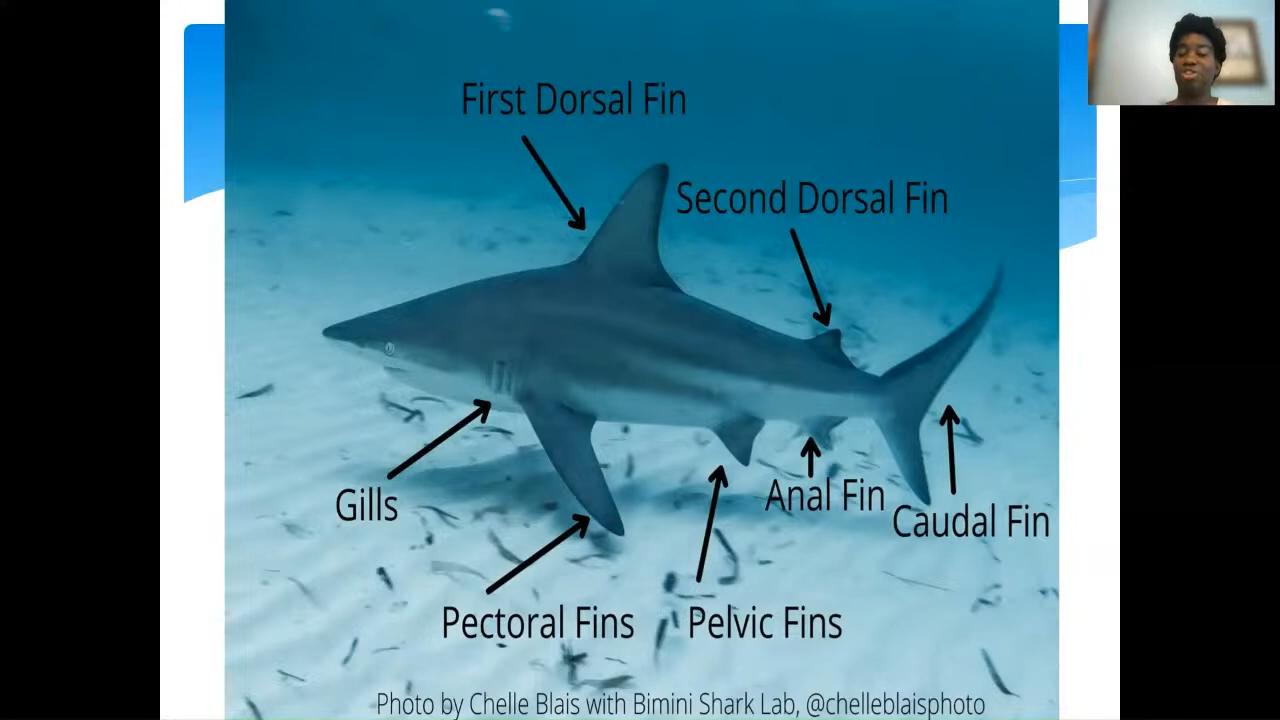 First Dorsal Fin
Second Dorsal Fin
Gills
Anal Fin
Caudal Fin
Pectoral Fins
Pelvic Fins
Photo by Chelle Blais with Bimini Shark Lab, @chelleblaisphoto